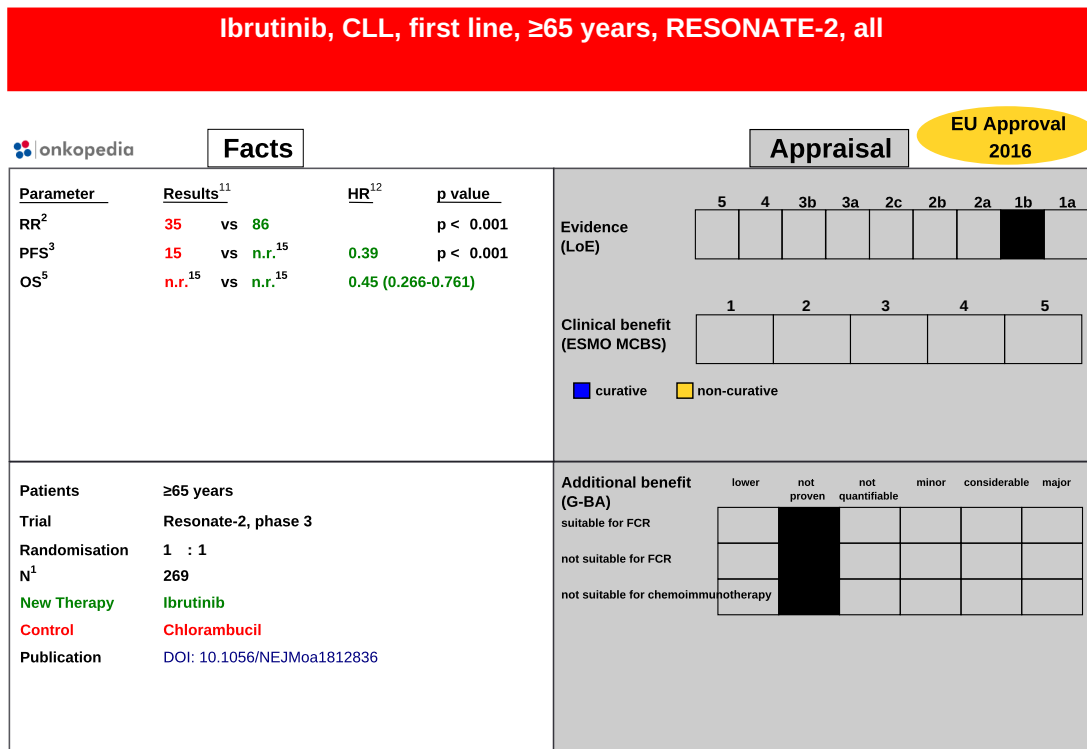 Ibrutinib, CLL, first line, ≥65 years, RESONATE-2, all
EU Approval
2016
onkopedia
Facts
Appraisal
Parameter Results11 HR12 p value
RR2 35 vs 86 p < 0.001
PFS3 15 vs n.r.15 0.39 p < 0.001
OS5 n.r.15 vs n.r.15 0.45 (0.266-0.761)
5 4 3b 3a 2c 2b 2a 1b 1a
Evidence
(LoE)
1 2 3 4 5
Clinical benefit
(ESMO MCBS)
curative non-curative
Patients ≥65 years
Trial Resonate-2, phase 3
Randomisation 1 : 1
N1 269
New Therapy Ibrutinib
Control Chlorambucil
Publication DOI: 10.1056/NEJMoa1812836
Additional benefit
(G-BA)
lower not proven not quantifiable minor considerable major
suitable for FCR
not suitable for FCR
not suitable for chemoimmunotherapy